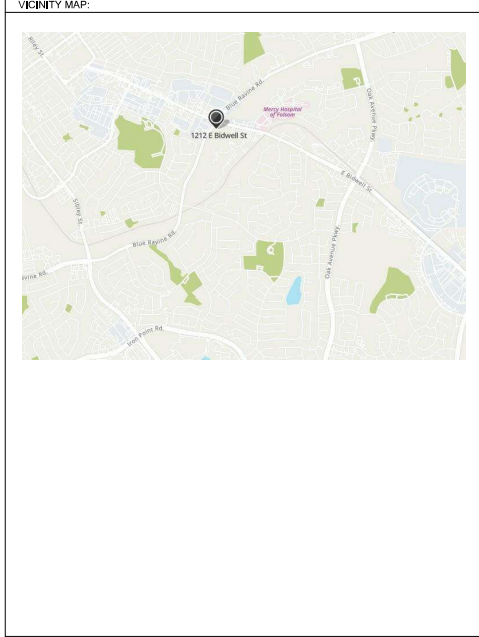 VICINITY MAP:
Riley St.
Blue Ravine Rd.
Oak Avenue Pkwy.
Mercy Hospital
of Folsom
1212 E Bidwell St
E Bidwell St.
Sibley St.
Blue Ravine Rd.
Oak Avenue Pkwy.
vine Rd.
Iron Point Rd.